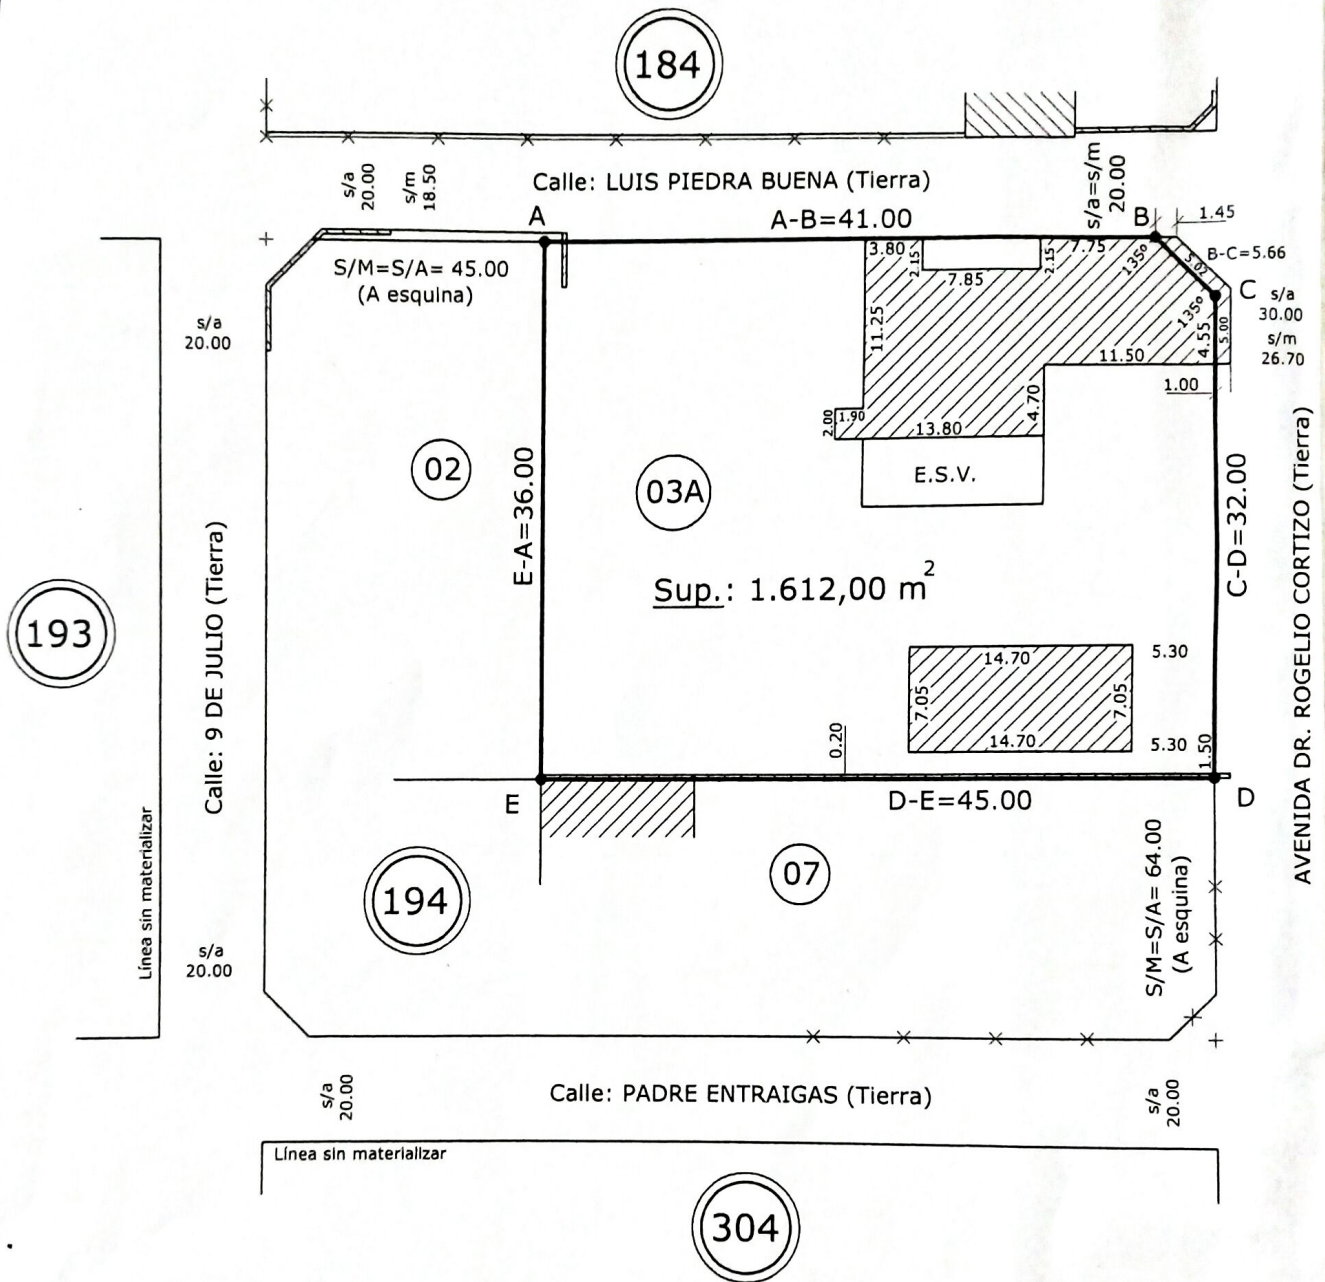 184
s/a
20.00
s/m
18.50
Calle: LUIS PIEDRA BUENA (Tierra)
s/a=s/m
20.00
A
A-B=41.00
B
1.45
S/M=S/A= 45.00
(A esquina)
3.80
2.15
7.85
2.15
7.75
135º
5.02
B-C=5.66
C
s/a
30.00
s/m
26.70
135º
4.55
5.00
s/a
20.00
11.25
11.50
1.00
2.00
1.90
13.80
4.70
02
03A
E.S.V.
E-A=36.00
C-D=32.00
AVENIDA DR. ROGELIO CORTIZO (Tierra)
Sup.: 1.612,00 m2
193
Calle: 9 DE JULIO (Tierra)
14.70
5.30
7.05
7.05
14.70
5.30
0.20
1.50
E
D-E=45.00
D
Línea sin materializar
194
07
S/M=S/A= 64.00
(A esquina)
s/a
20.00
s/a
20.00
Calle: PADRE ENTRAIGAS (Tierra)
s/a
20.00
Línea sin materializar
304